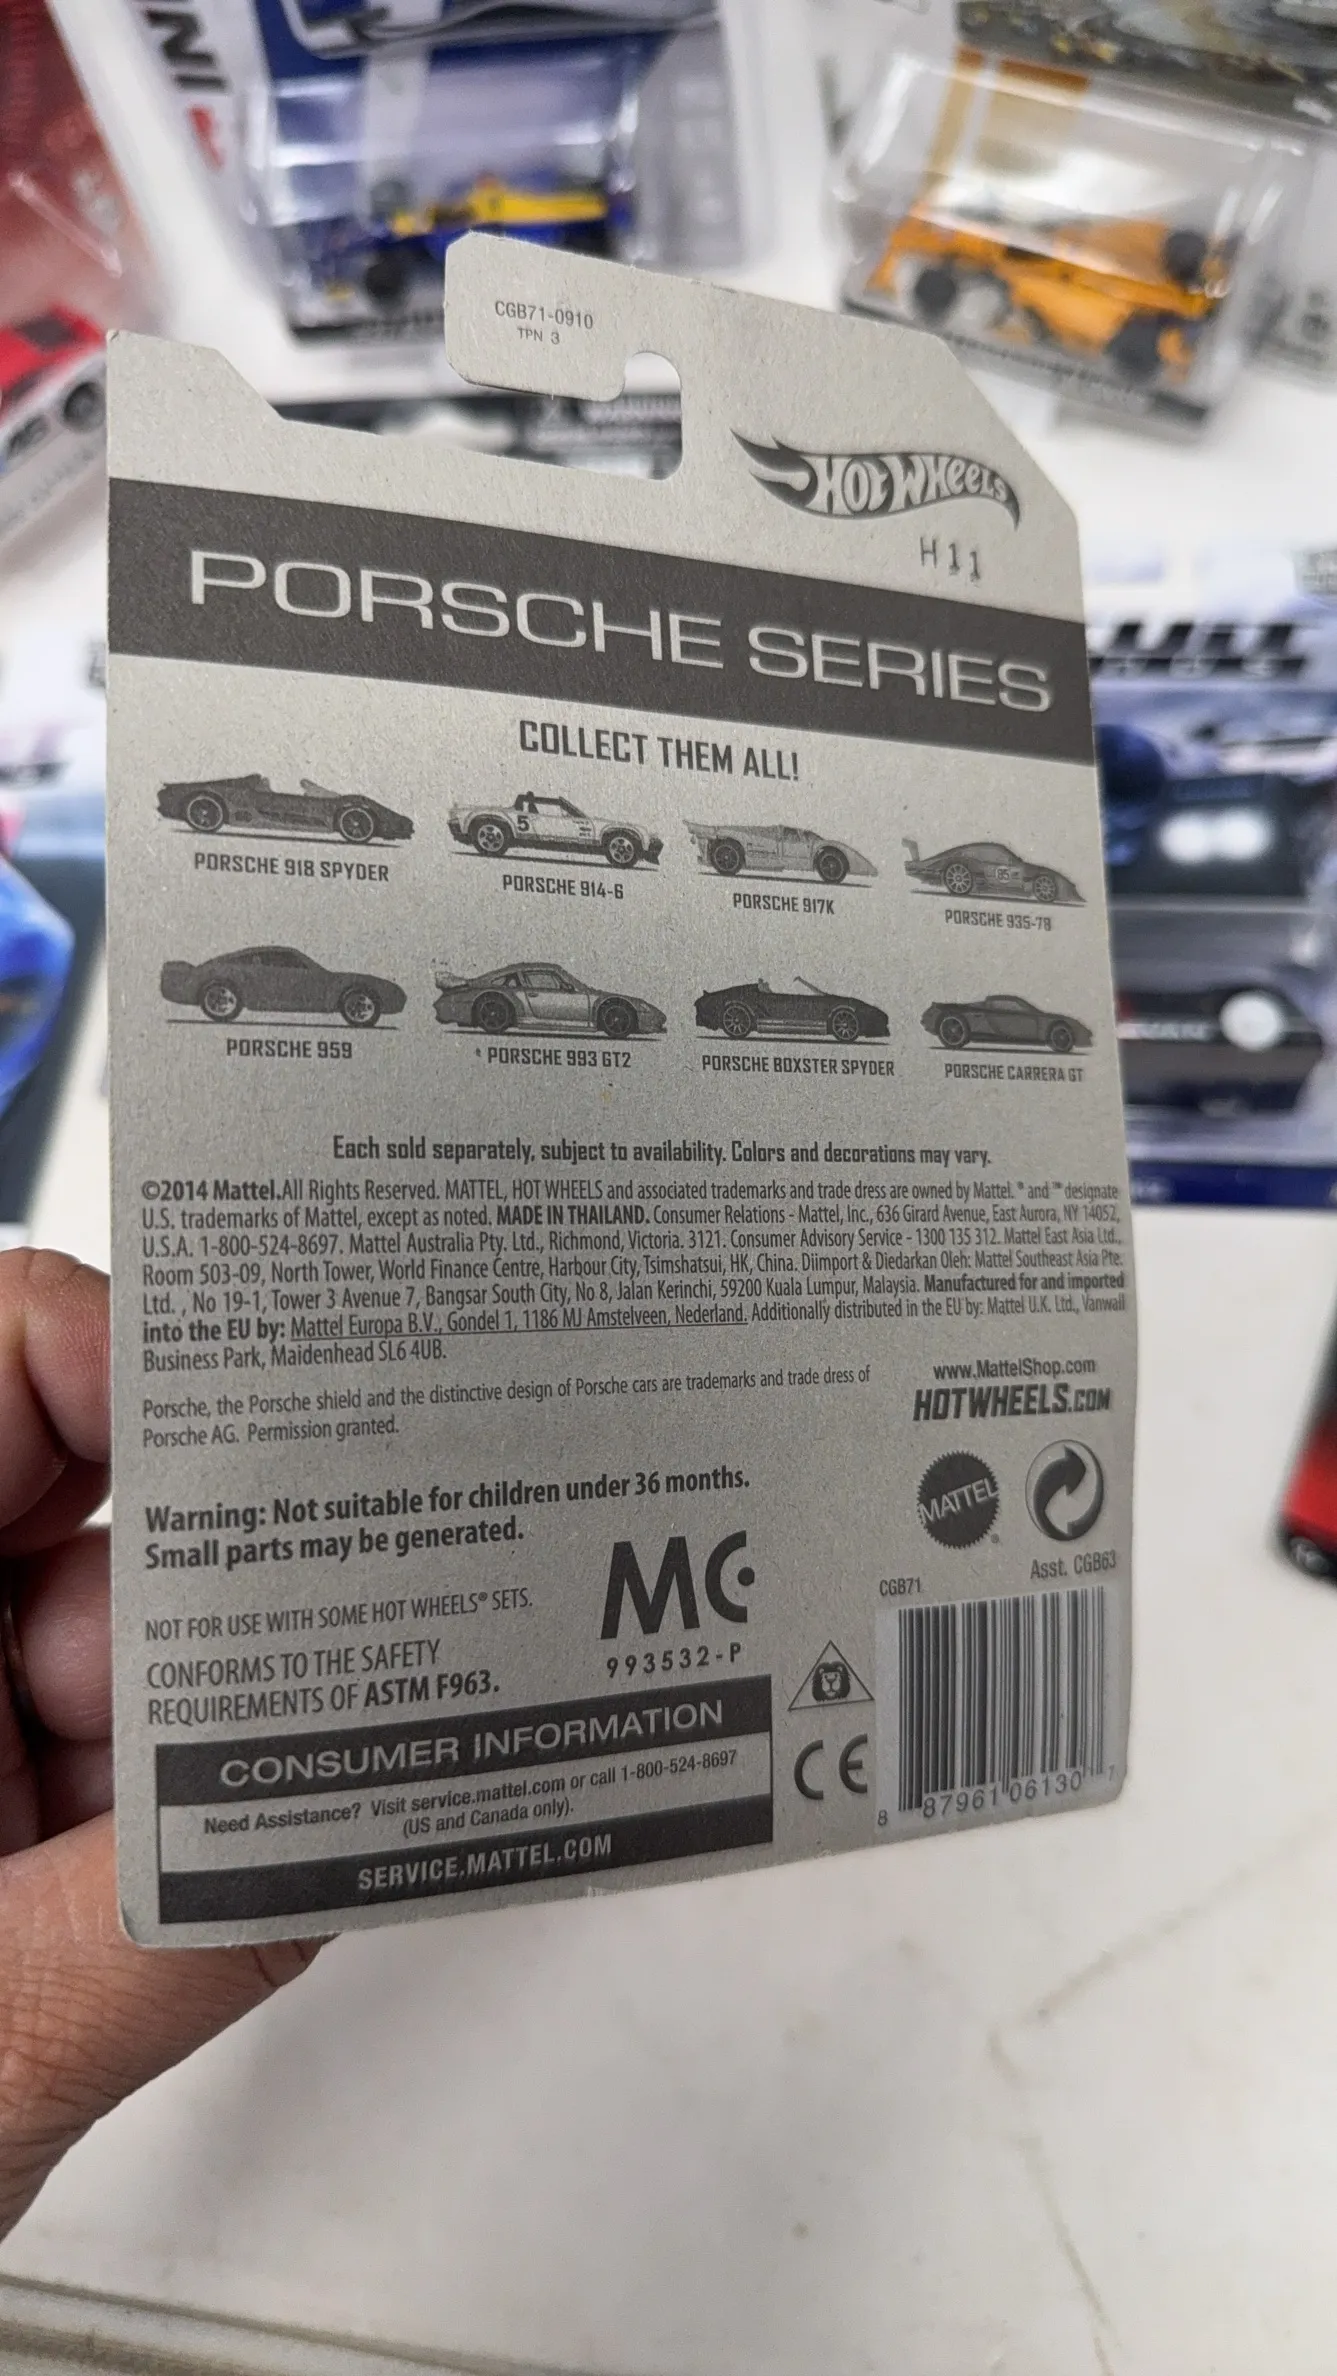 CGB71-0910
TPN 3
HOT WHEELS
H11
PORSCHE SERIES
COLLECT THEM ALL!
PORSCHE 918 SPYDER
PORSCHE 914-6
PORSCHE 917K
PORSCHE 935-78
PORSCHE 959
* PORSCHE 993 GT2
PORSCHE BOXSTER SPYDER
PORSCHE CARRERA GT
Each sold separately, subject to availability. Colors and decorations may vary.
©2014 Mattel.All Rights Reserved. MATTEL, HOT WHEELS and associated trademarks and trade dress are owned by Mattel. ® and ™ designate
U.S. trademarks of Mattel, except as noted. MADE IN THAILAND. Consumer Relations - Mattel, Inc., 636 Girard Avenue, East Aurora, NY 14052,
U.S.A. 1-800-524-8697. Mattel Australia Pty. Ltd., Richmond, Victoria. 3121. Consumer Advisory Service - 1300 135 312. Mattel East Asia Ltd.,
Room 503-09, North Tower, World Finance Centre, Harbour City, Tsimshatsui, HK, China. Diimport & Diedarkan Oleh: Mattel Southeast Asia Pte.
Ltd. , No 19-1, Tower 3 Avenue 7, Bangsar South City, No 8, Jalan Kerinchi, 59200 Kuala Lumpur, Malaysia. Manufactured for and imported
into the EU by: Mattel Europa B.V., Gondel 1, 1186 MJ Amstelveen, Nederland. Additionally distributed in the EU by: Mattel U.K. Ltd., Vanwall
Business Park, Maidenhead SL6 4UB.
Porsche, the Porsche shield and the distinctive design of Porsche cars are trademarks and trade dress of
Porsche AG. Permission granted.
www.MattelShop.com
HOTWHEELS.COM
Warning: Not suitable for children under 36 months.
Small parts may be generated.
MATTEL
Asst. CGB63
NOT FOR USE WITH SOME HOT WHEELS® SETS.
CONFORMS TO THE SAFETY
REQUIREMENTS OF ASTM F963.
MC
993532-P
CGB71
CONSUMER INFORMATION
Need Assistance? Visit service.mattel.com or call 1-800-524-8697
(US and Canada only).
SERVICE.MATTEL.COM
CE
8 87961 06130 7